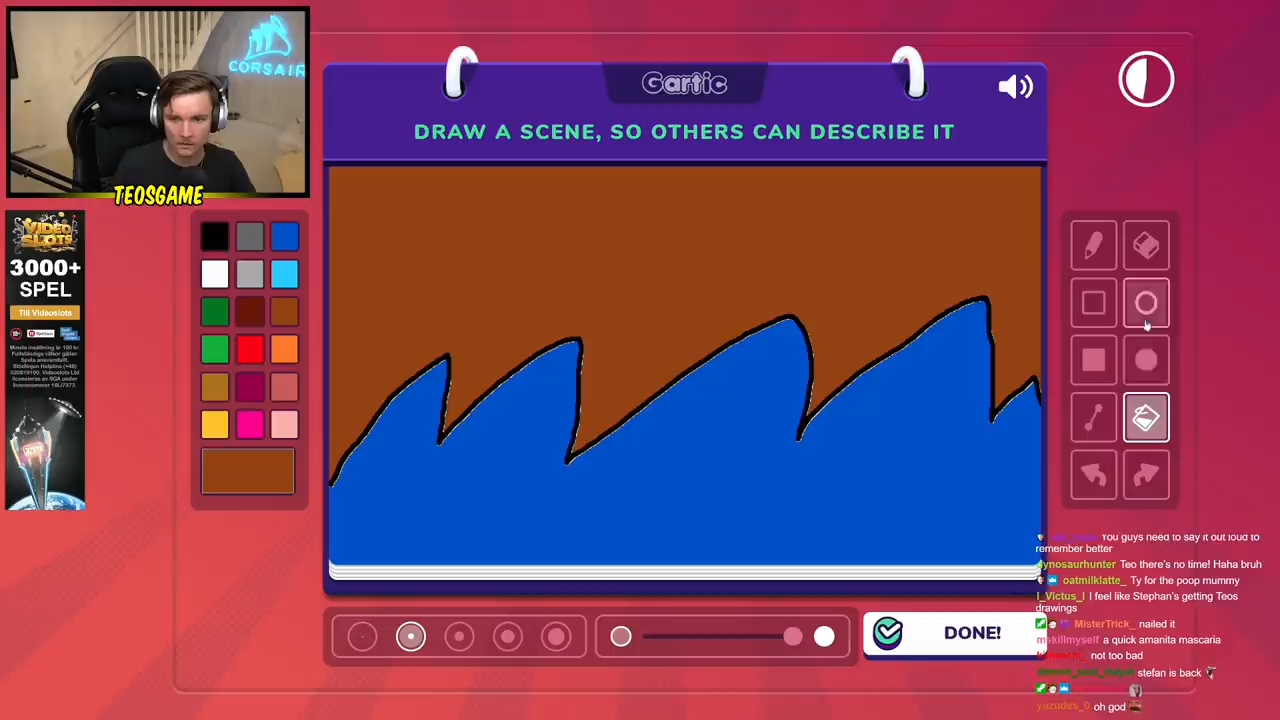 CORSAIR
TEOSGAME
Gartic
DRAW A SCENE, SO OTHERS CAN DESCRIBE IT
VIDEO
SLOTS
3000+
SPEL
Till Videoslots
DONE!
You guys need to say it out loud to
remember better
dynosaurhunter Teo there's no time! Haha bruh
oatmilklatte_ Ty for the poop mummy
I_Victus_I I feel like Stephan's getting Teos
drawings
MisterTrick_ nailed it
mskillmyself a quick amanita mascaria
not too bad
stefan is back
yuzudes_0 oh god